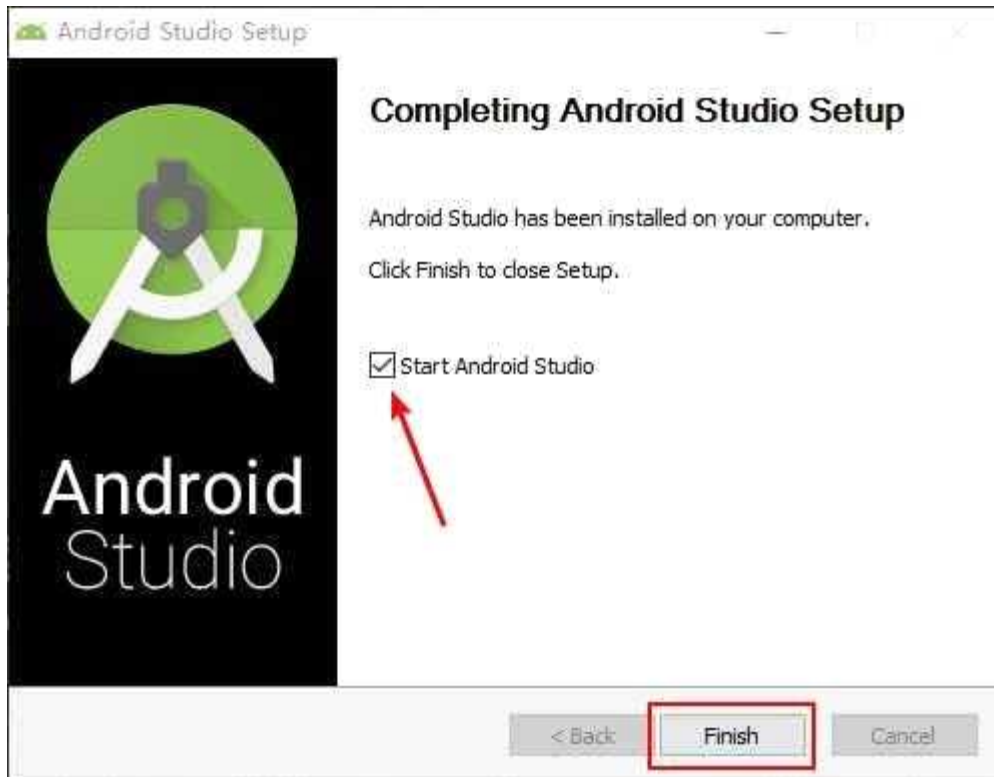 Android Studio Setup
Completing Android Studio Setup
Android Studio has been installed on your computer.
Click Finish to close Setup.
Start Android Studio
Android
Studio
< Back
Finish
Cancel